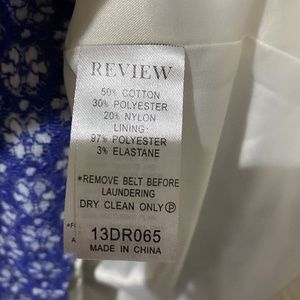 REVIEW
50% COTTON
30% POLYESTER
20% NYLON
LINING:
97% POLYESTER
3% ELASTANE
*REMOVE BELT BEFORE
LAUNDERING
DRY CLEAN ONLY Ⓟ
13DR065
MADE IN CHINA